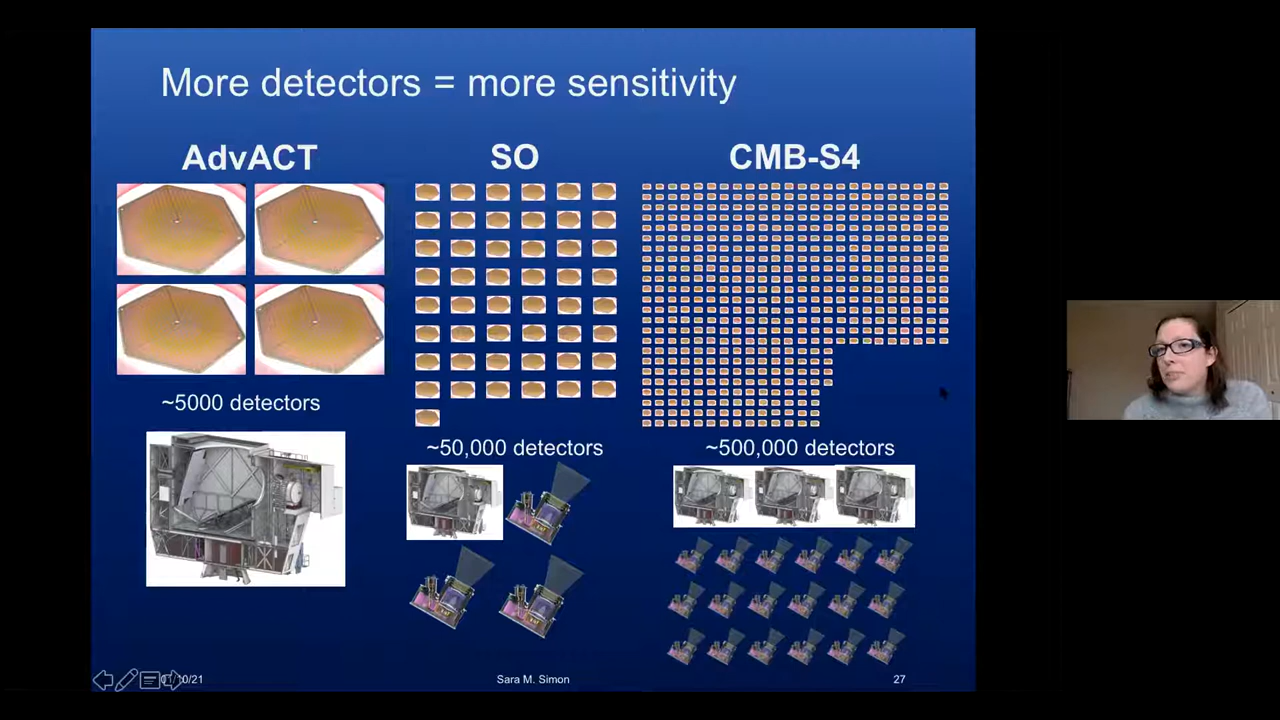 More detectors = more sensitivity
AdvACT
SO
CMB-S4
~5000 detectors
~50,000 detectors
~500,000 detectors
Sara M. Simon
27